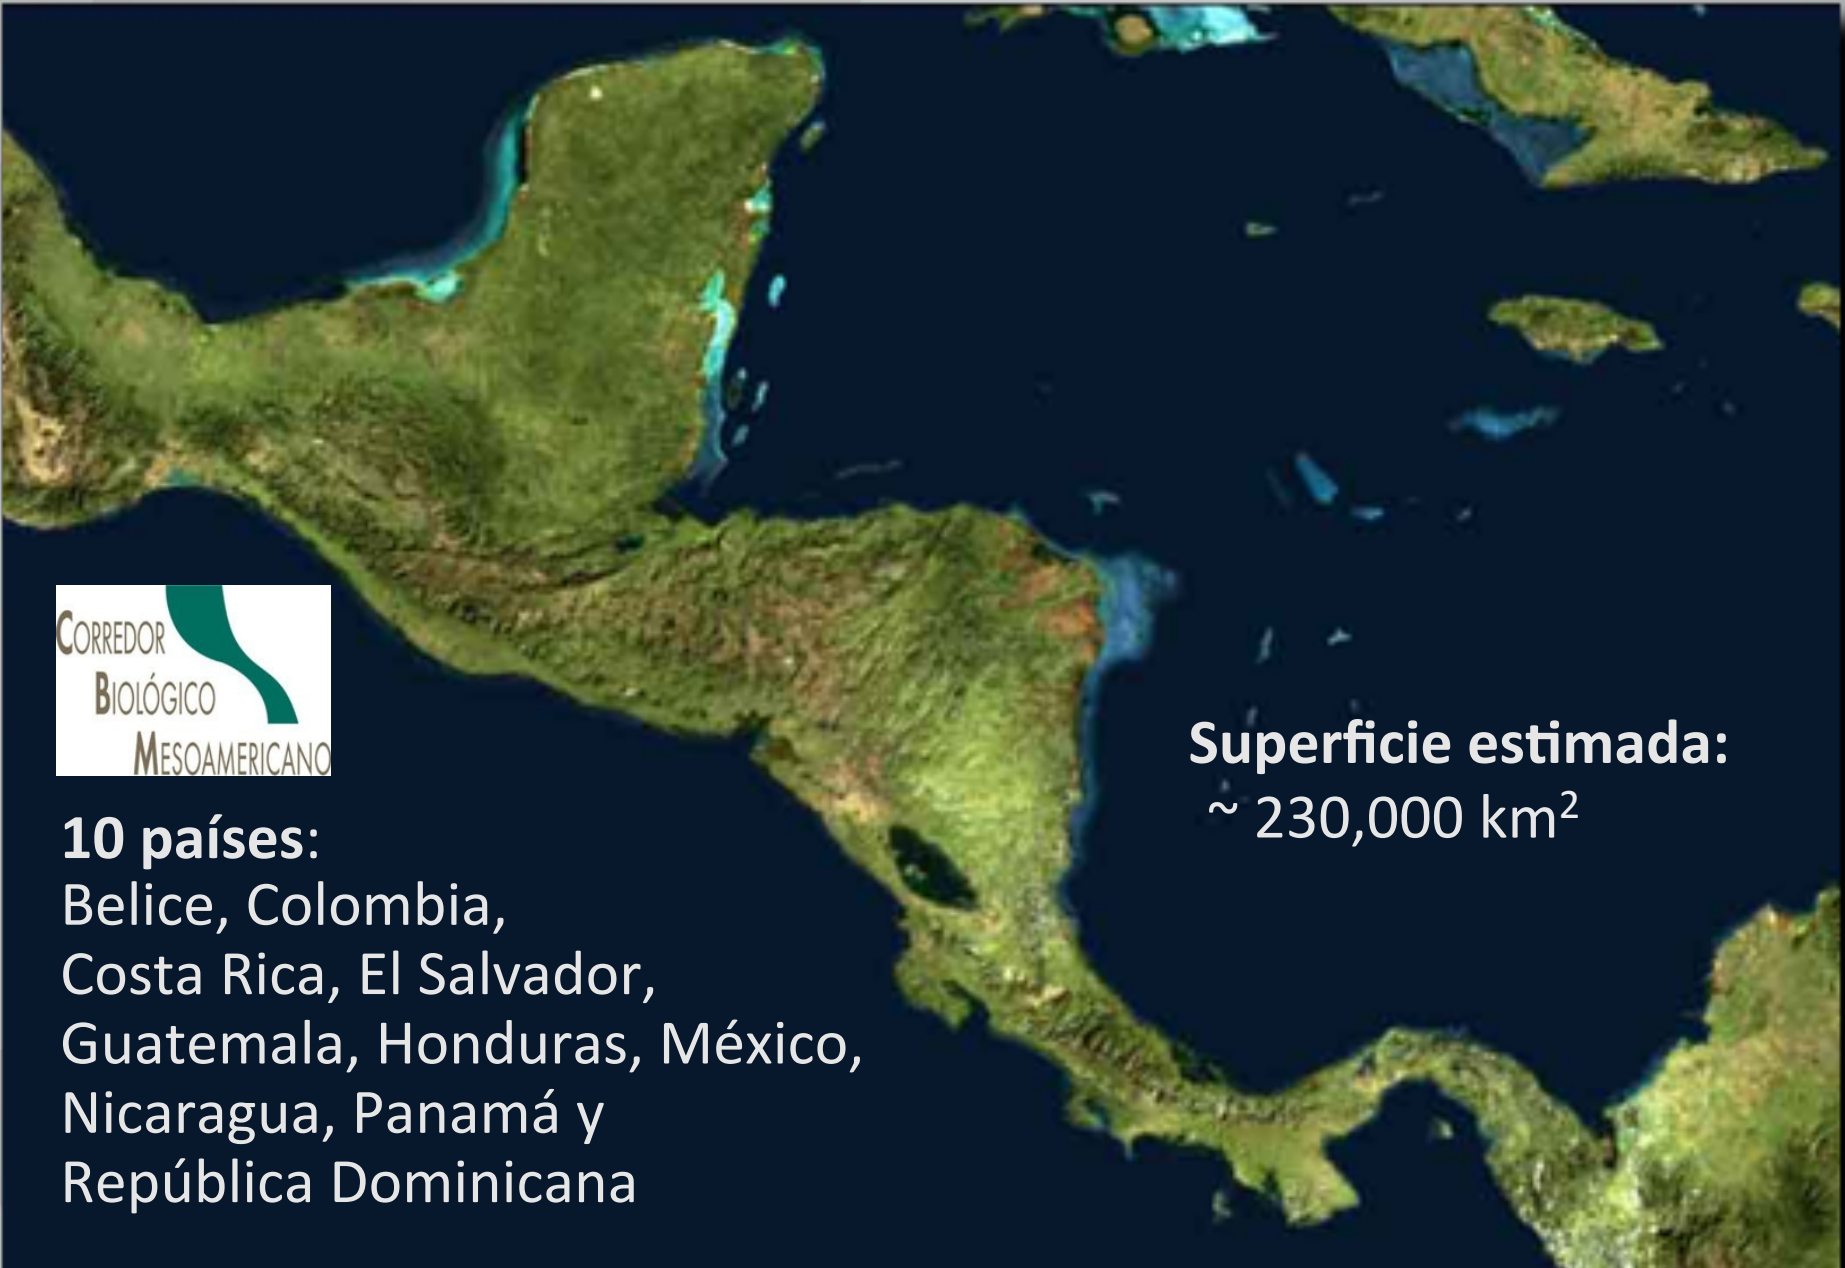 CORREDOR
BIOLÓGICO
MESOAMERICANO
10 países:
Belice, Colombia,
Costa Rica, El Salvador,
Guatemala, Honduras, México,
Nicaragua, Panamá y
República Dominicana
Superficie estimada:
~ 230,000 km²